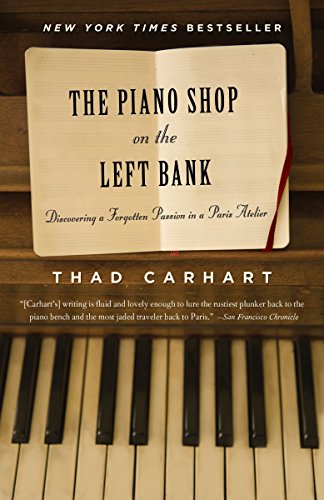 NEW YORK TIMES BESTSELLER
THE PIANO SHOP
on the
LEFT BANK
Discovering a Forgotten Passion in a Paris Atelier
THAD CARHART
“[Carhart's] writing is fluid and lovely enough to lure the rustiest plunker back to the
piano bench and the most jaded traveler back to Paris.” —San Francisco Chronicle